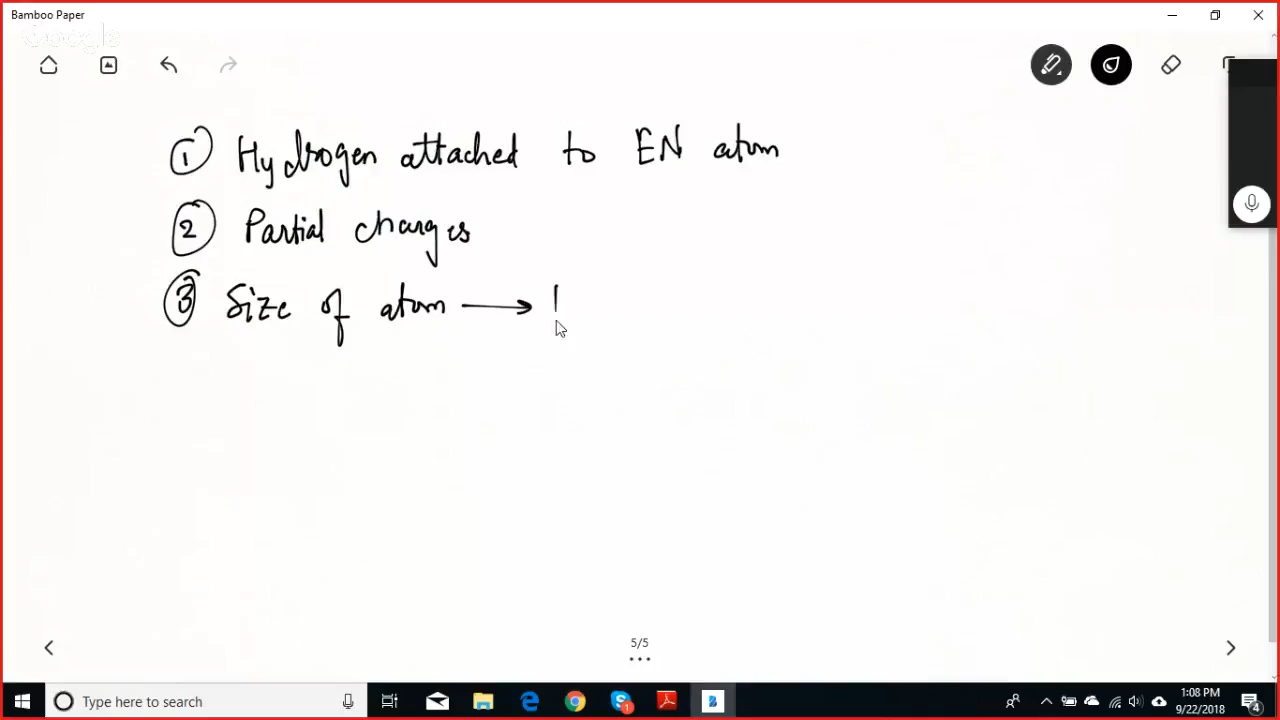 Bamboo Paper
Google
① Hydrogen attached to EN atom
② Partial charges
③ Size of atom ⟶ |
5/5
Type here to search
1:08 PM
9/22/2018